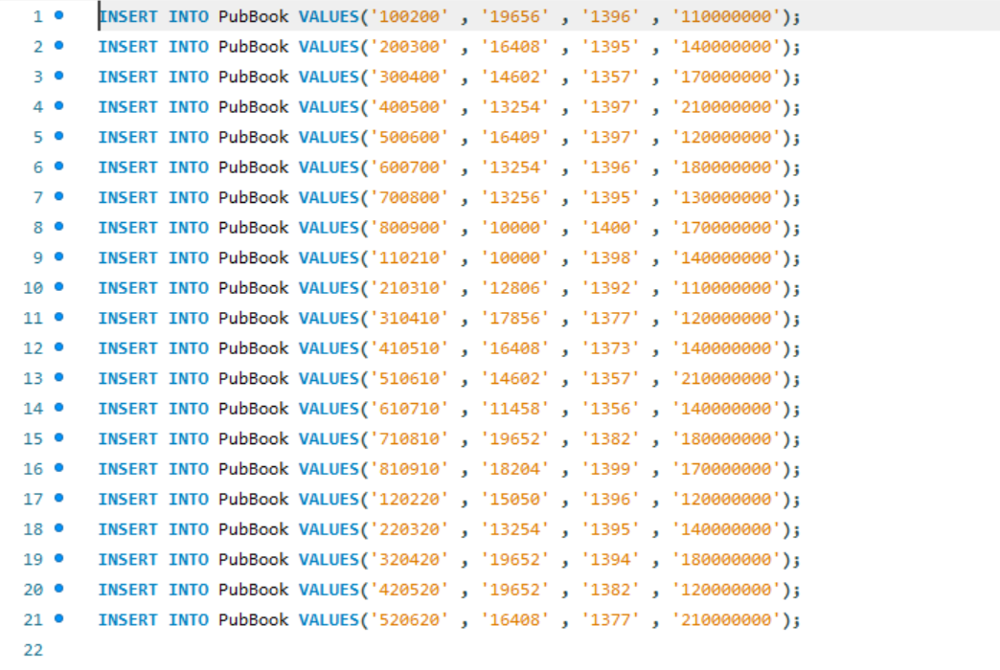 1 INSERT INTO PubBook VALUES('100200' , '19656' , '1396' , '110000000');
2 INSERT INTO PubBook VALUES('200300' , '16408' , '1395' , '140000000');
3 INSERT INTO PubBook VALUES('300400' , '14602' , '1357' , '170000000');
4 INSERT INTO PubBook VALUES('400500' , '13254' , '1397' , '210000000');
5 INSERT INTO PubBook VALUES('500600' , '16409' , '1397' , '120000000');
6 INSERT INTO PubBook VALUES('600700' , '13254' , '1396' , '180000000');
7 INSERT INTO PubBook VALUES('700800' , '13256' , '1395' , '130000000');
8 INSERT INTO PubBook VALUES('800900' , '10000' , '1400' , '170000000');
9 INSERT INTO PubBook VALUES('110210' , '10000' , '1398' , '140000000');
10 INSERT INTO PubBook VALUES('210310' , '12806' , '1392' , '110000000');
11 INSERT INTO PubBook VALUES('310410' , '17856' , '1377' , '120000000');
12 INSERT INTO PubBook VALUES('410510' , '16408' , '1373' , '140000000');
13 INSERT INTO PubBook VALUES('510610' , '14602' , '1357' , '210000000');
14 INSERT INTO PubBook VALUES('610710' , '11458' , '1356' , '140000000');
15 INSERT INTO PubBook VALUES('710810' , '19652' , '1382' , '180000000');
16 INSERT INTO PubBook VALUES('810910' , '18204' , '1399' , '170000000');
17 INSERT INTO PubBook VALUES('120220' , '15050' , '1396' , '120000000');
18 INSERT INTO PubBook VALUES('220320' , '13254' , '1395' , '140000000');
19 INSERT INTO PubBook VALUES('320420' , '19652' , '1394' , '180000000');
20 INSERT INTO PubBook VALUES('420520' , '19652' , '1382' , '120000000');
21 INSERT INTO PubBook VALUES('520620' , '16408' , '1377' , '210000000');
22